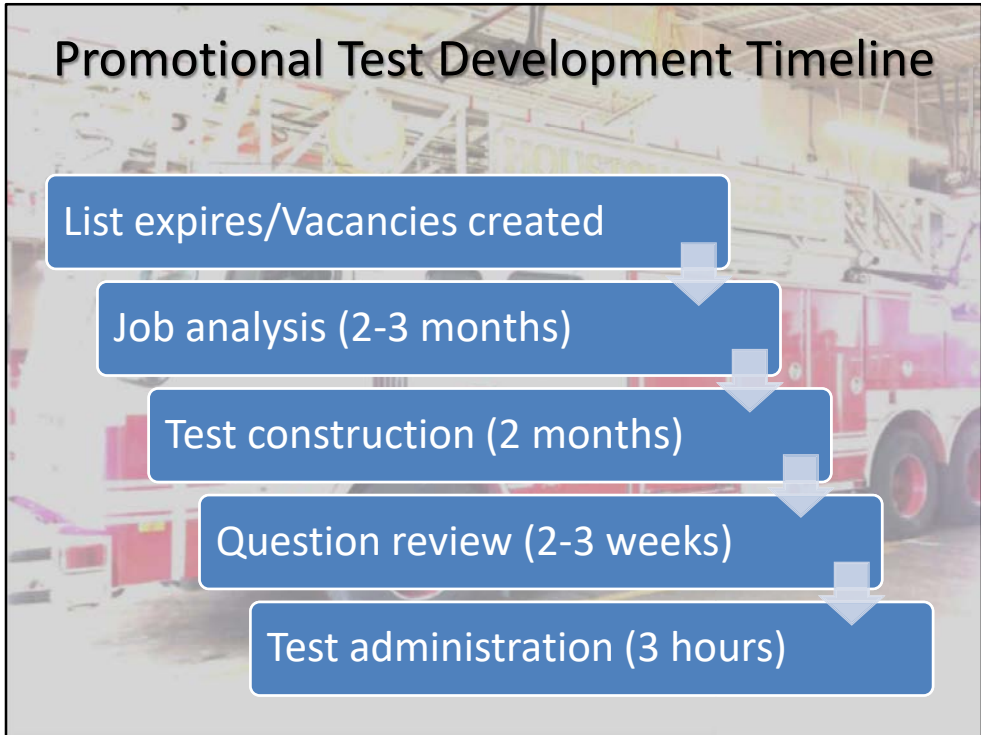 Promotional Test Development Timeline
HOUSTON
List expires/Vacancies created
Job analysis (2-3 months)
Test construction (2 months)
Question review (2-3 weeks)
Test administration (3 hours)